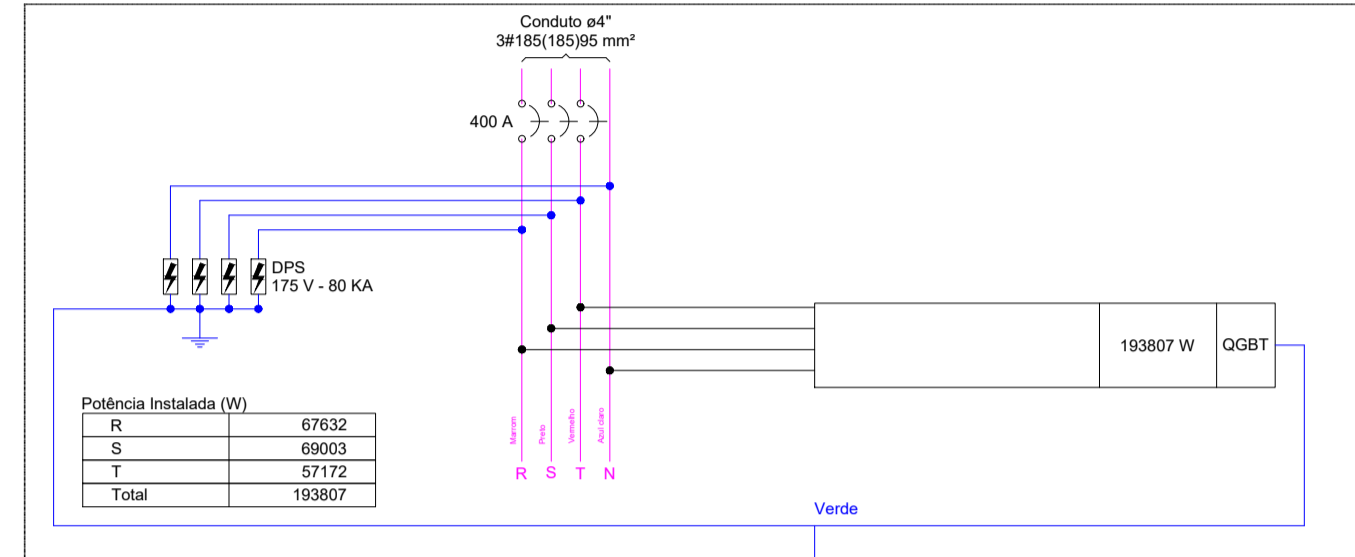 Conduto ø4"
3#185(185)95 mm²
400 A
DPS
175 V - 80 KA
193807 W QGBT
Potência Instalada (W)
R 67632
S 69003
T 57172
Total 193807
Marrom Preto Vermelho Azul claro
R S T N
Verde